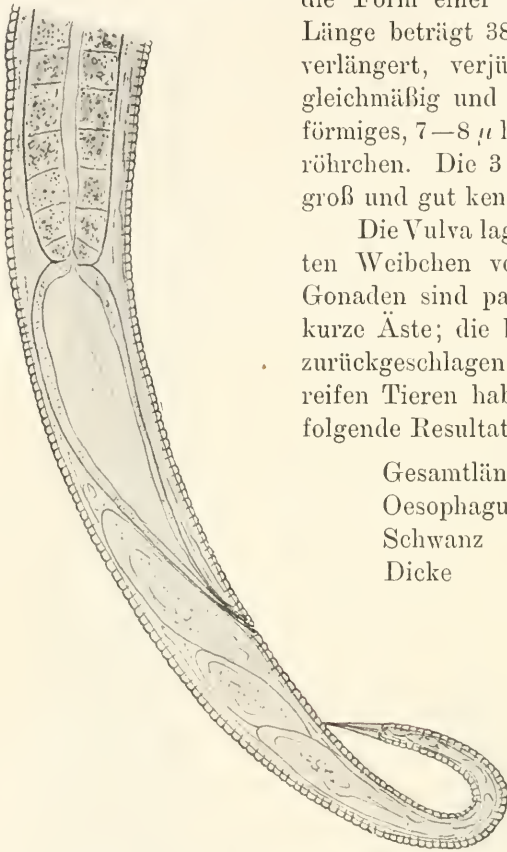 die Form einer
Länge beträgt 38
verlängert, verjü
gleichmäßig und
förmiges, 7—8 µ h
röhrchen. Die 3
groß und gut ken
Die Vulva lag
ten Weibchen v
Gonaden sind pa
kurze Äste; die
zurückgeschlagen
reifen Tieren hab
folgende Resultat
Gesamtlän
Oesophagu
Schwanz
Dicke